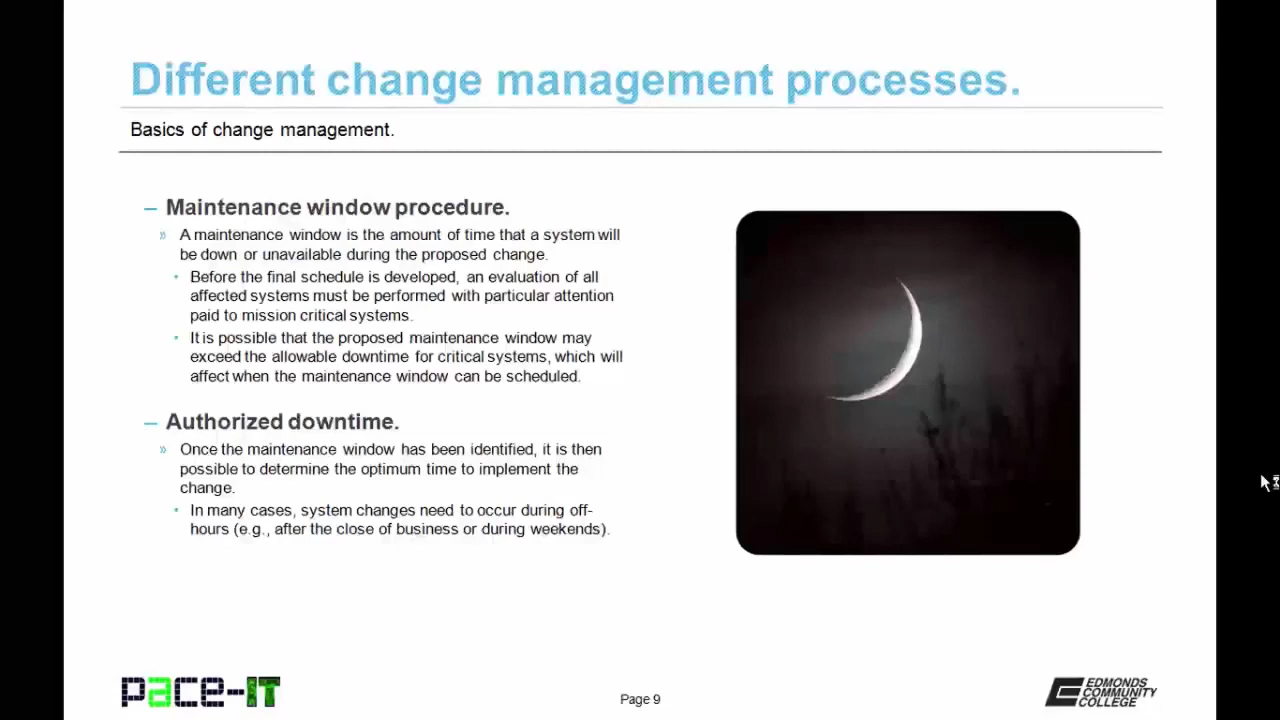 Different change management processes.
Basics of change management.
– Maintenance window procedure.
» A maintenance window is the amount of time that a system will
be down or unavailable during the proposed change.
• Before the final schedule is developed, an evaluation of all
affected systems must be performed with particular attention
paid to mission critical systems.
• It is possible that the proposed maintenance window may
exceed the allowable downtime for critical systems, which will
affect when the maintenance window can be scheduled.
– Authorized downtime.
» Once the maintenance window has been identified, it is then
possible to determine the optimum time to implement the
change.
• In many cases, system changes need to occur during off-
hours (e.g., after the close of business or during weekends).
pace-IT
Page 9
EDMONDS
COMMUNITY
COLLEGE